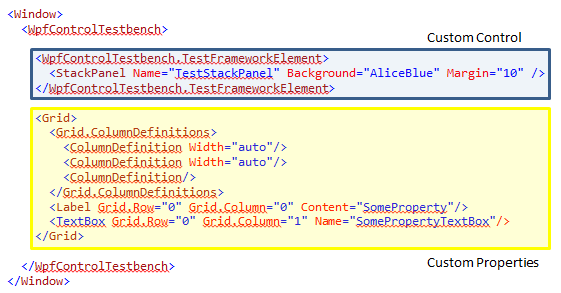 <Window>
<WpfControlTestbench>
Custom Control
<WpfControlTestbench.TestFrameworkElement>
<StackPanel Name="TestStackPanel" Background="AliceBlue" Margin="10" />
</WpfControlTestbench.TestFrameworkElement>
<Grid>
<Grid.ColumnDefinitions>
<ColumnDefinition Width="auto"/>
<ColumnDefinition Width="auto"/>
<ColumnDefinition/>
</Grid.ColumnDefinitions>
<Label Grid.Row="0" Grid.Column="0" Content="SomeProperty"/>
<TextBox Grid.Row="0" Grid.Column="1" Name="SomePropertyTextBox"/>
</Grid>
</WpfControlTestbench>
Custom Properties
</Window>